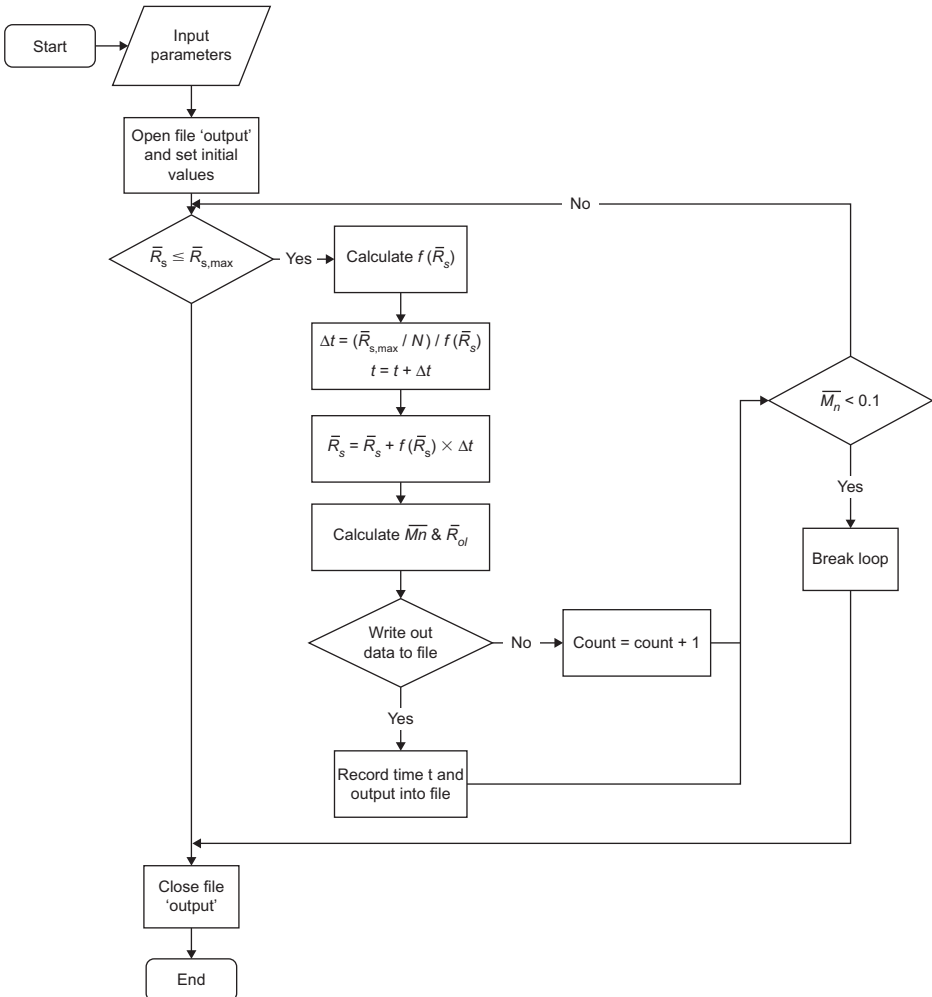 Start
Input
parameters
Open file ‘output’
and set initial
values
No
R̅s ≤ R̅s,max
Yes
Calculate f (R̅s)
Δt = (R̅s,max / N) / f (R̅s)
t = t + Δt
R̅s = R̅s + f (R̅s) × Δt
Calculate M̅n̅ & R̅ol
Write out
data to file
No
Count = count + 1
Yes
Record time t and
output into file
M̅n̅ < 0.1
Yes
Break loop
Close file
‘output’
End